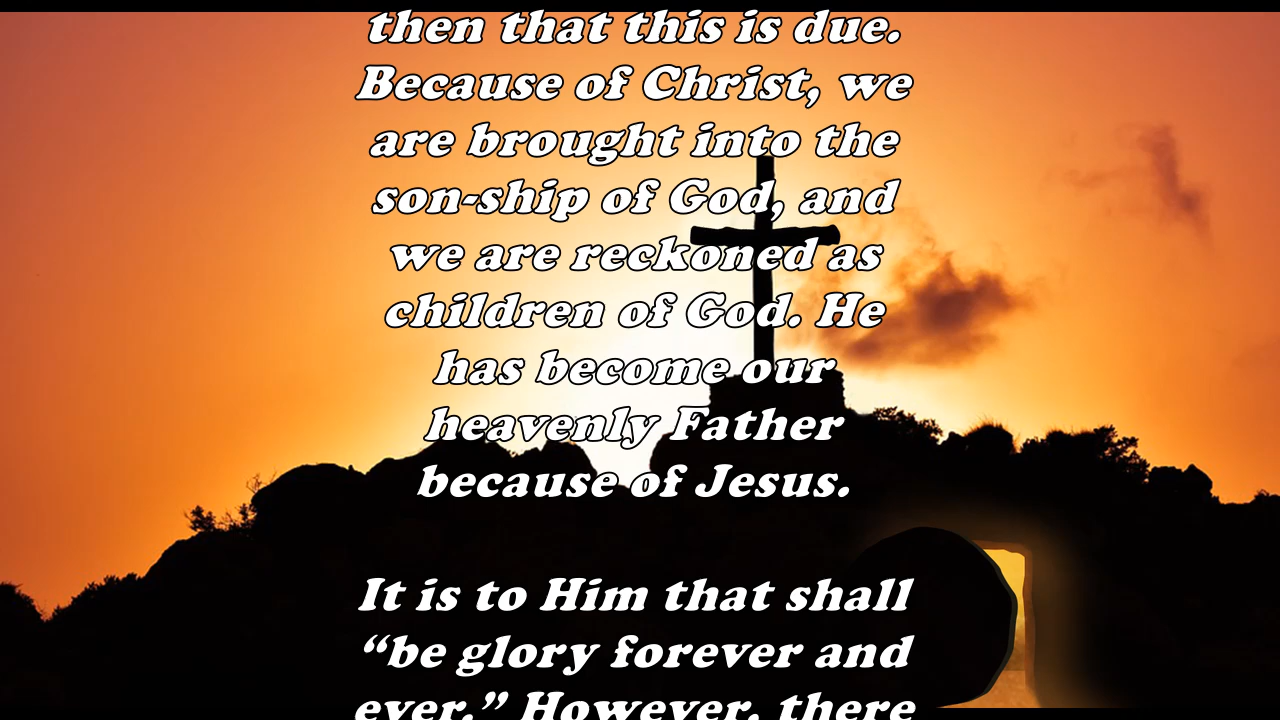 then that this is due.
Because of Christ, we
are brought into the
son-ship of God, and
we are reckoned as
children of God. He
has become our
heavenly Father
because of Jesus.
It is to Him that shall
“be glory forever and
ever.” However, there